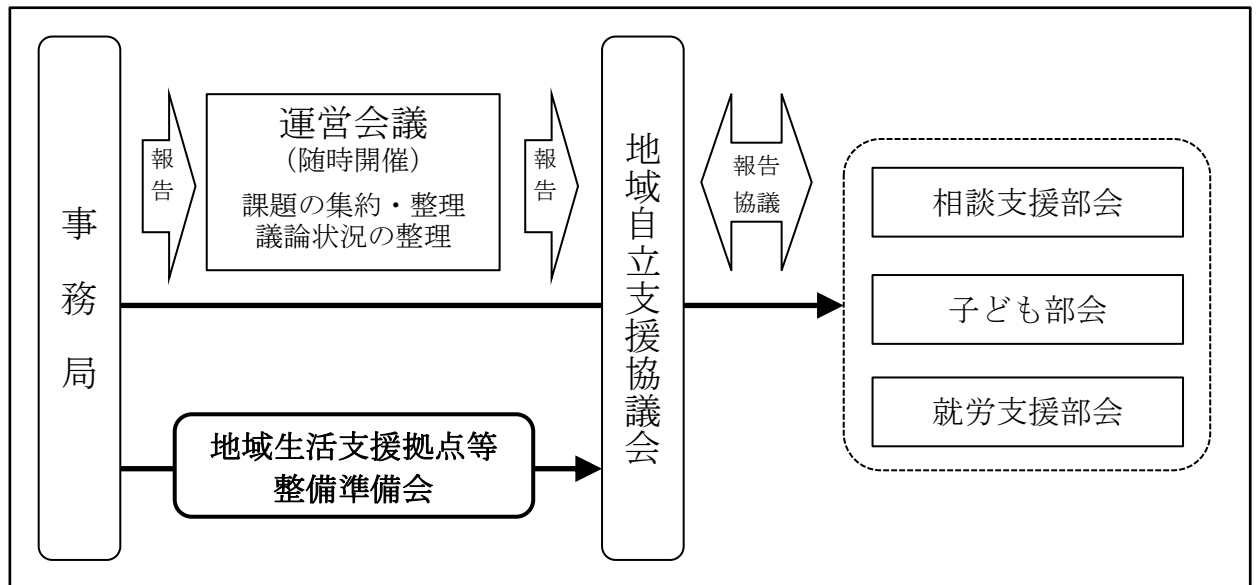 事務局
報告
運営会議
（随時開催）
課題の集約・整理
議論状況の整理
報告
地域生活支援拠点等
整備準備会
地域自立支援協議会
報告
協議
相談支援部会
子ども部会
就労支援部会